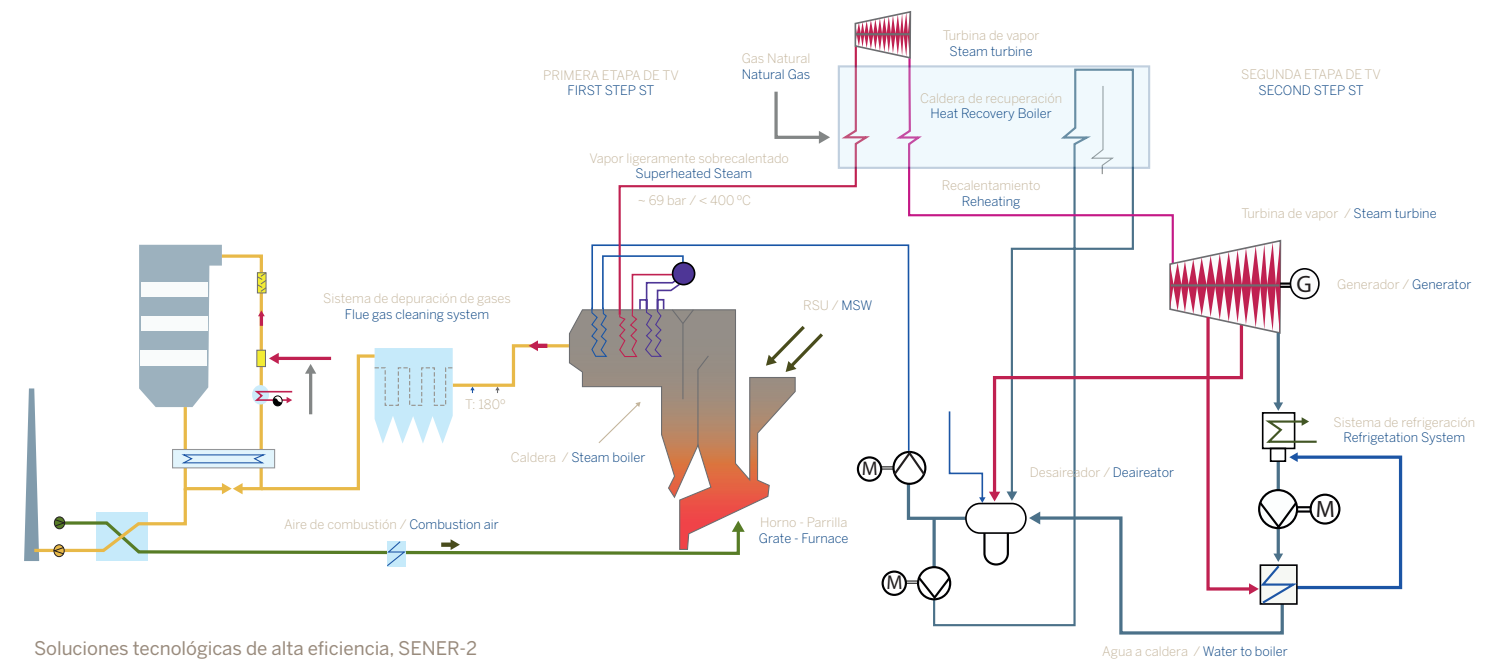 Turbina de vapor
Steam turbine
Gas Natural
Natural Gas
PRIMERA ETAPA DE TV
FIRST STEP ST
SEGUNDA ETAPA DE TV
SECOND STEP ST
Caldera de recuperación
Heat Recovery Boiler
Vapor ligeramente sobrecalentado
Superheated Steam
~ 69 bar / < 400 ºC
Recalentamiento
Reheating
Turbina de vapor / Steam turbine
G
Generador / Generator
Sistema de depuración de gases
Flue gas cleaning system
RSU / MSW
T: 180º
Caldera / Steam boiler
Sistema de refrigeración
Refrigetation System
M
Desaireador / Deaireator
M
Aire de combustión / Combustion air
Horno - Parrilla
Grate - Furnace
M
Soluciones tecnológicas de alta eficiencia, SENER-2
Agua a caldera / Water to boiler